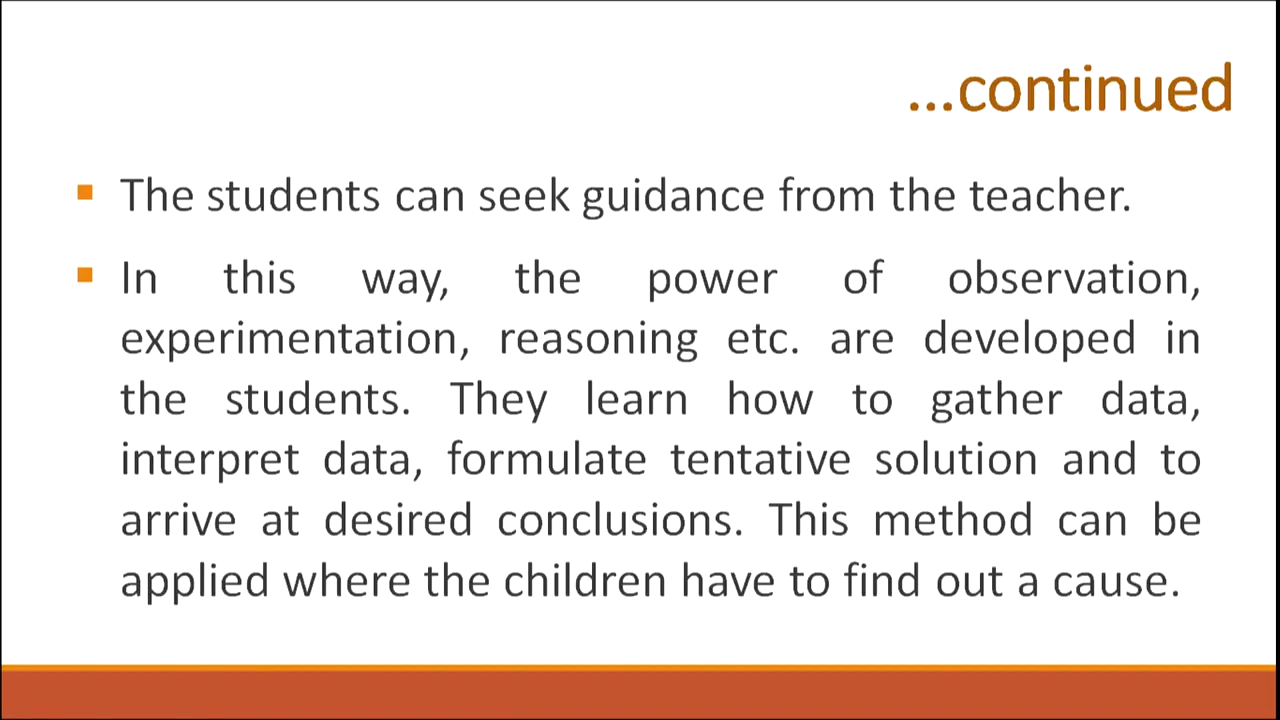 ...continued
The students can seek guidance from the teacher.
In this way, the power of observation,
experimentation, reasoning etc. are developed in
the students. They learn how to gather data,
interpret data, formulate tentative solution and to
arrive at desired conclusions. This method can be
applied where the children have to find out a cause.